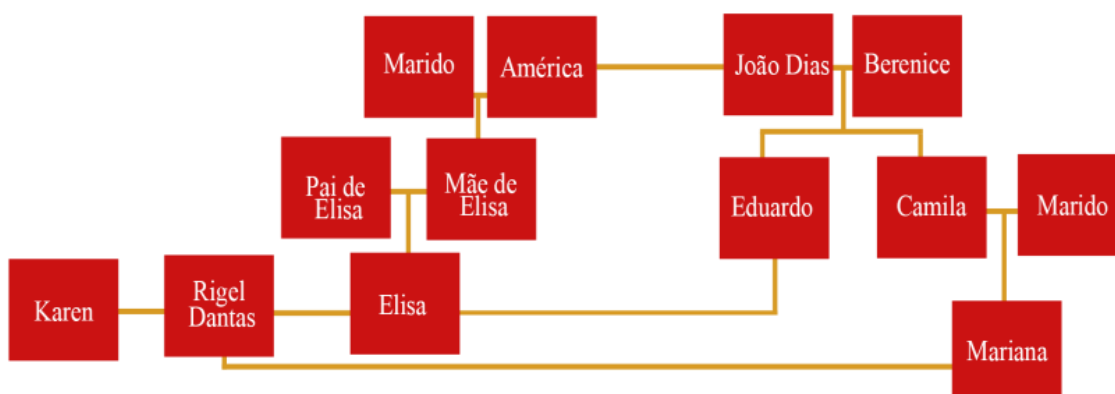 Marido
América
João Dias
Berenice
Pai de
Elisa
Mãe de
Elisa
Eduardo
Camila
Marido
Karen
Rigel
Dantas
Elisa
Mariana